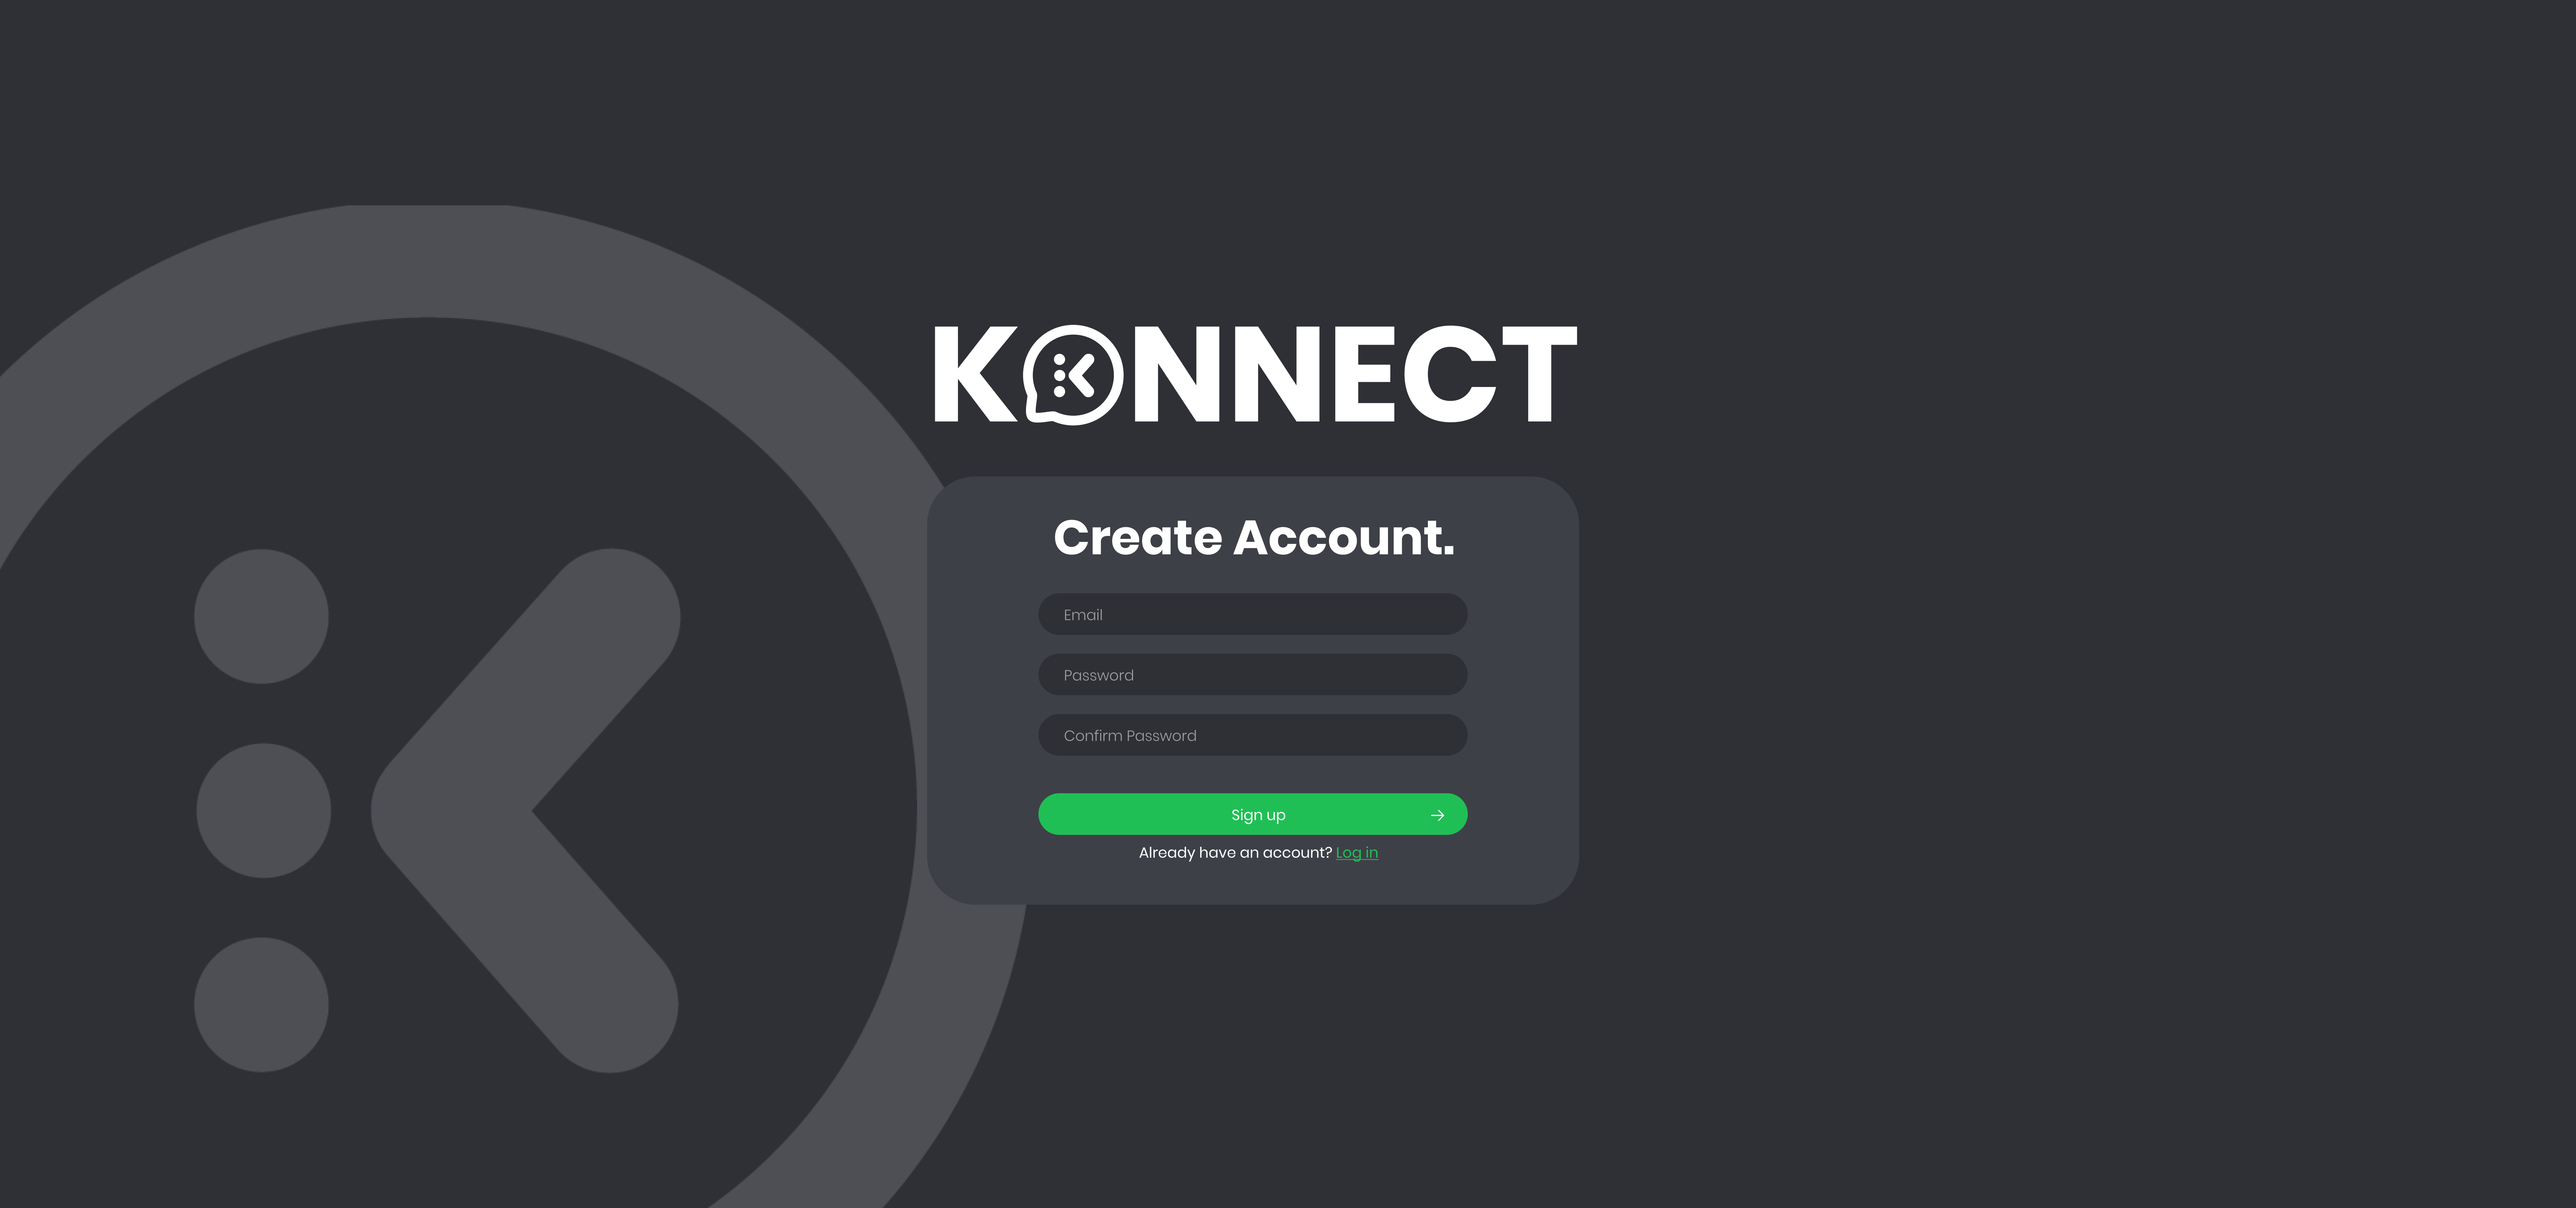 KONNECT
Create Account.
Email
Password
Confirm Password
Sign up →
Already have an account? Log in